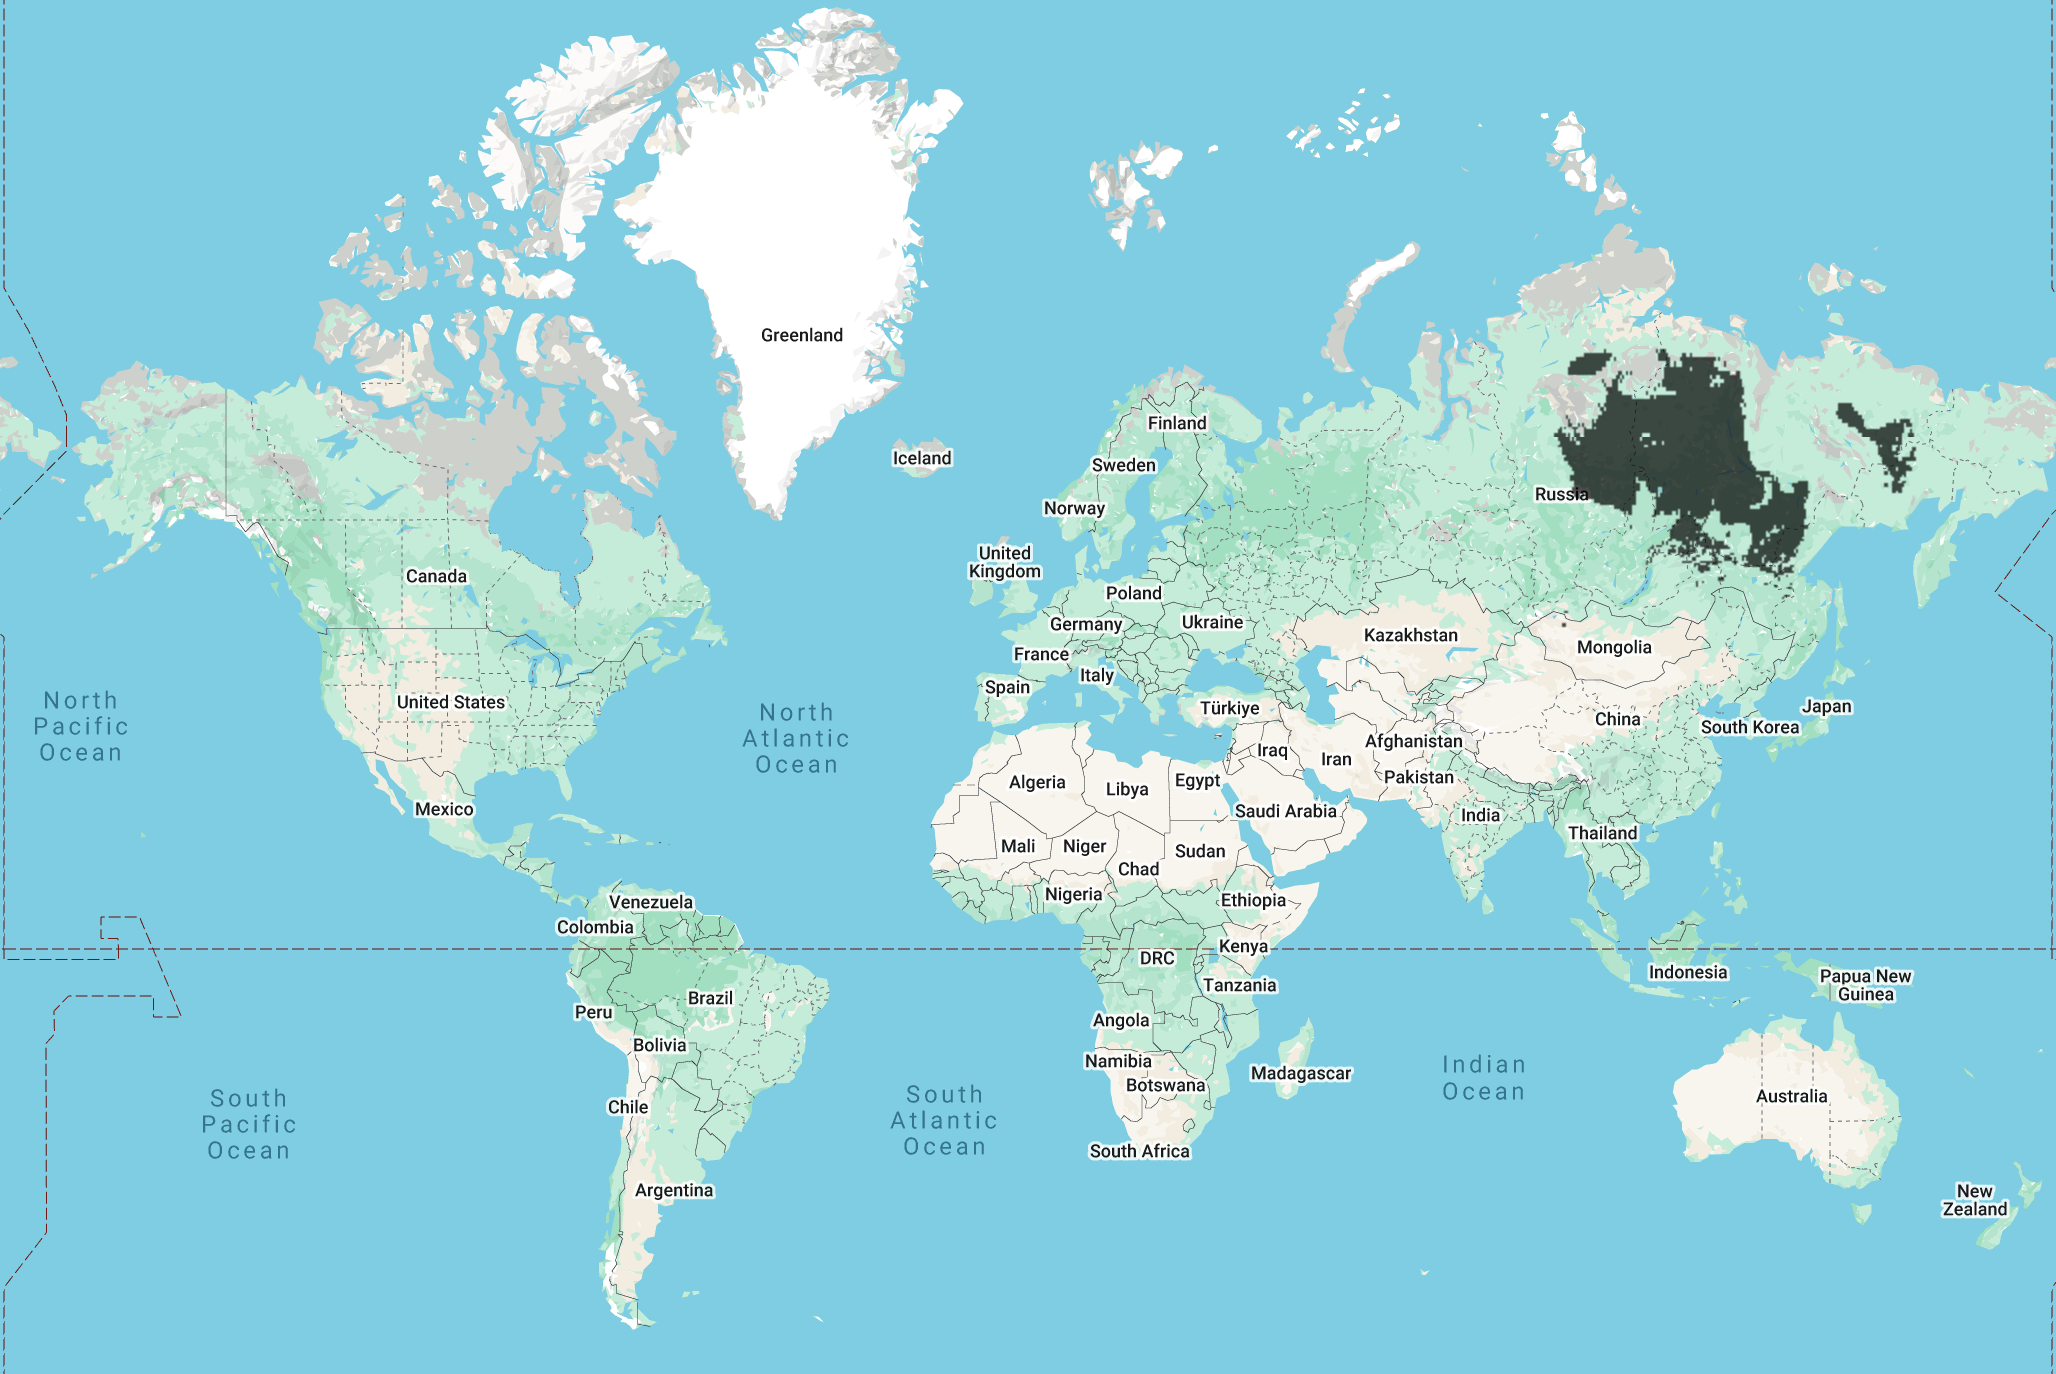 Greenland
Finland
Iceland
Sweden
Russia
Norway
United
Kingdom
Canada
Poland
Germany
Ukraine
Kazakhstan
Mongolia
France
Italy
Spain
United States
North
Pacific
Ocean
North
Atlantic
Ocean
Türkiye
Japan
China
South Korea
Iraq
Afghanistan
Iran
Pakistan
Algeria
Libya
Egypt
Mexico
Saudi Arabia
India
Thailand
Mali
Niger
Sudan
Chad
Nigeria
Ethiopia
Venezuela
Colombia
Kenya
DRC
Indonesia
Papua New
Guinea
Tanzania
Brazil
Peru
Angola
Bolivia
Namibia
Madagascar
Botswana
Indian
Ocean
Australia
Chile
South
Pacific
Ocean
South
Atlantic
Ocean
South Africa
Argentina
New
Zealand